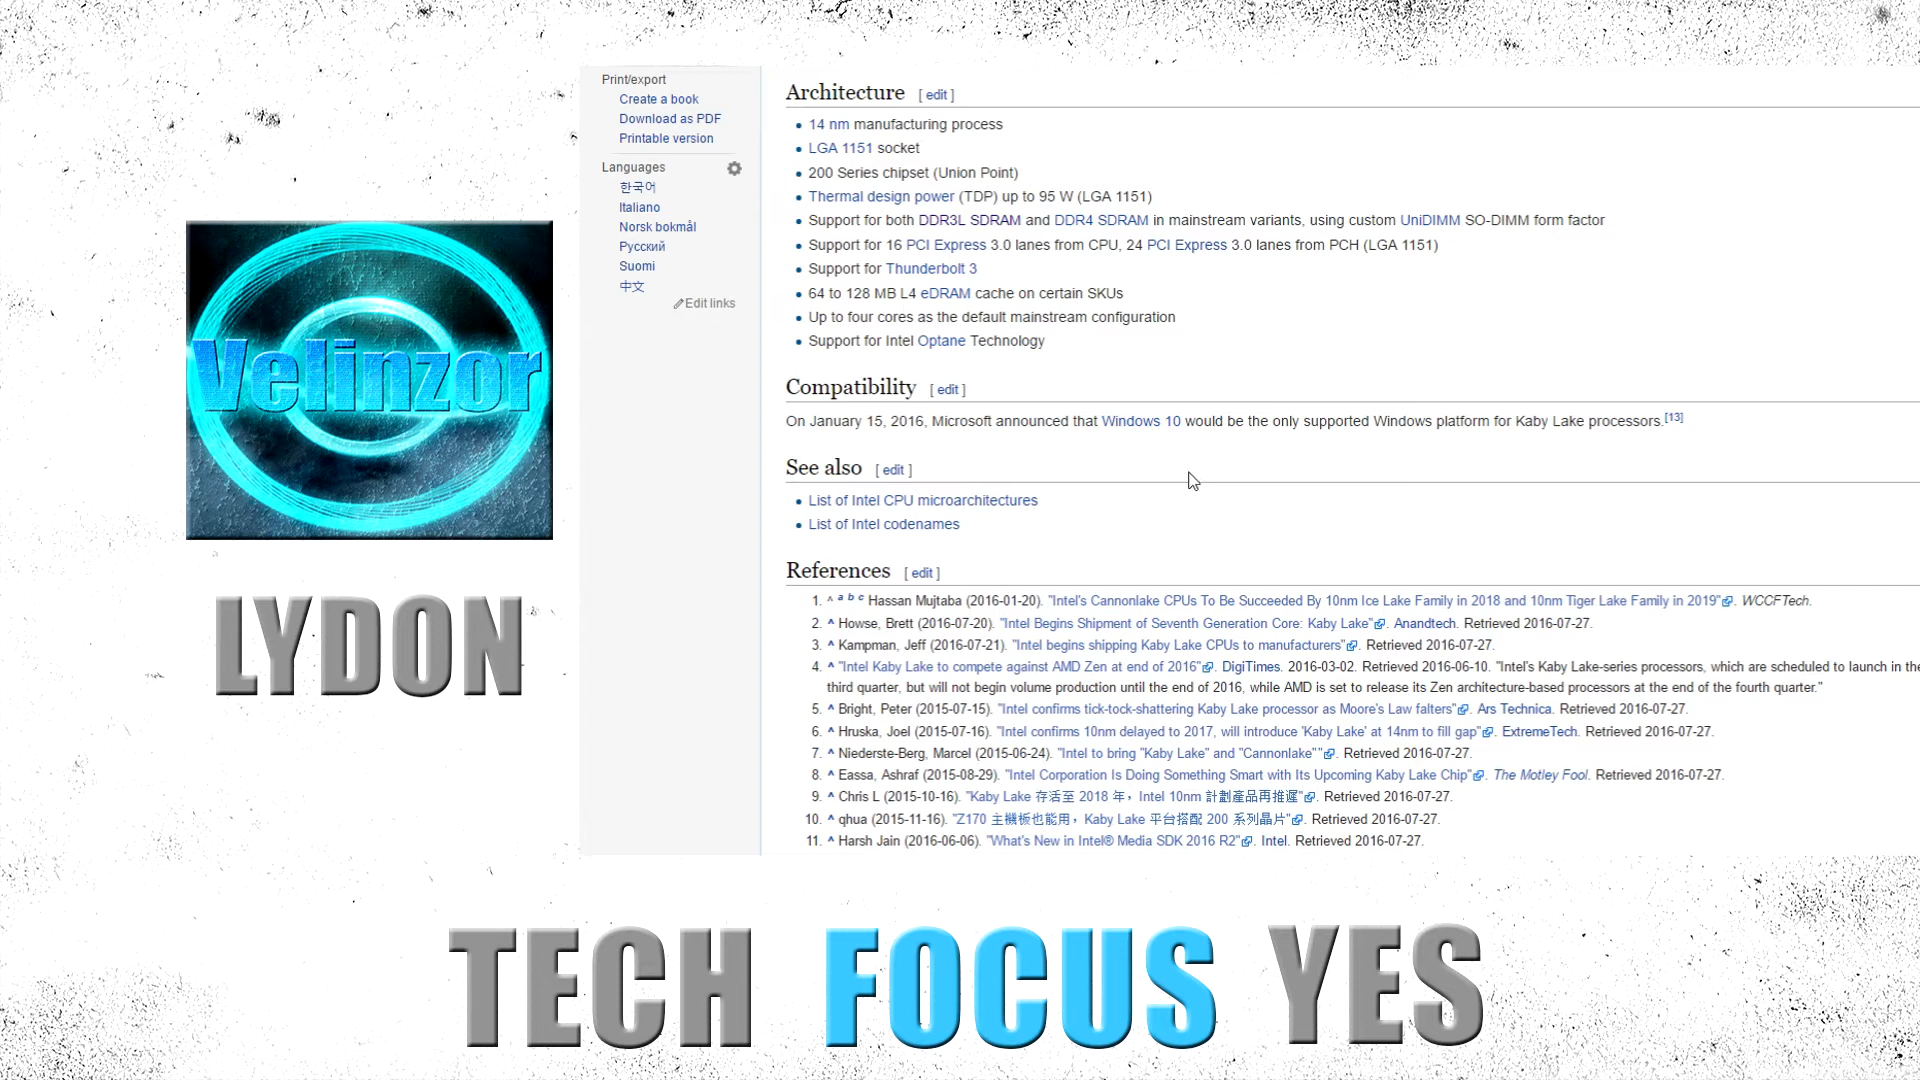 Print/export
Create a book
Download as PDF
Printable version
Languages
한국어
Italiano
Norsk bokmål
Русский
Suomi
中文
Edit links
Architecture [ edit ]
14 nm manufacturing process
LGA 1151 socket
200 Series chipset (Union Point)
Thermal design power (TDP) up to 95 W (LGA 1151)
Support for both DDR3L SDRAM and DDR4 SDRAM in mainstream variants, using custom UniDIMM SO-DIMM form factor
Support for 16 PCI Express 3.0 lanes from CPU, 24 PCI Express 3.0 lanes from PCH (LGA 1151)
Support for Thunderbolt 3
64 to 128 MB L4 eDRAM cache on certain SKUs
Up to four cores as the default mainstream configuration
Support for Intel Optane Technology
Compatibility [ edit ]
On January 15, 2016, Microsoft announced that Windows 10 would be the only supported Windows platform for Kaby Lake processors.[13]
See also [ edit ]
List of Intel CPU microarchitectures
List of Intel codenames
References [ edit ]
1. ^ a b c Hassan Mujtaba (2016-01-20). "Intel's Cannonlake CPUs To Be Succeeded By 10nm Ice Lake Family in 2018 and 10nm Tiger Lake Family in 2019". WCCFTech.
2. ^ Howse, Brett (2016-07-20). "Intel Begins Shipment of Seventh Generation Core: Kaby Lake". Anandtech. Retrieved 2016-07-27.
3. ^ Kampman, Jeff (2016-07-21). "Intel begins shipping Kaby Lake CPUs to manufacturers". Retrieved 2016-07-27.
4. ^ "Intel Kaby Lake to compete against AMD Zen at end of 2016". DigiTimes. 2016-03-02. Retrieved 2016-06-10. "Intel's Kaby Lake-series processors, which are scheduled to launch in the
third quarter, but will not begin volume production until the end of 2016, while AMD is set to release its Zen architecture-based processors at the end of the fourth quarter."
5. ^ Bright, Peter (2015-07-15). "Intel confirms tick-tock-shattering Kaby Lake processor as Moore's Law falters". Ars Technica. Retrieved 2016-07-27.
6. ^ Hruska, Joel (2015-07-16). "Intel confirms 10nm delayed to 2017, will introduce 'Kaby Lake' at 14nm to fill gap". ExtremeTech. Retrieved 2016-07-27.
7. ^ Niederste-Berg, Marcel (2015-06-24). "Intel to bring "Kaby Lake" and "Cannonlake"". Retrieved 2016-07-27.
8. ^ Eassa, Ashraf (2015-08-29). "Intel Corporation Is Doing Something Smart with Its Upcoming Kaby Lake Chip". The Motley Fool. Retrieved 2016-07-27.
9. ^ Chris L (2015-10-16). "Kaby Lake 存活至 2018 年，Intel 10nm 計劃產品再推遲". Retrieved 2016-07-27.
10. ^ qhua (2015-11-16). "Z170 主機板也能用，Kaby Lake 平台搭配 200 系列晶片". Retrieved 2016-07-27.
11. ^ Harsh Jain (2016-06-06). "What's New in Intel® Media SDK 2016 R2". Intel. Retrieved 2016-07-27.
Velinzor
LYDON
TECH FOCUS YES